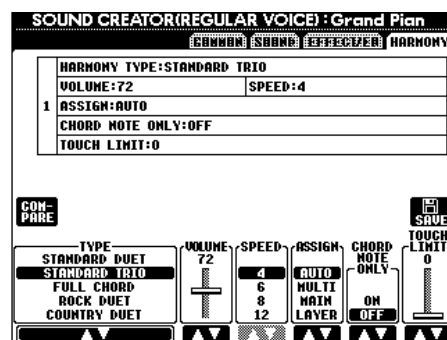 SOUND CREATOR(REGULAR VOICE) : Grand Pian
COMMON SOUND EFFECT/EQ HARMONY
HARMONY TYPE:STANDARD TRIO
VOLUME:72 SPEED:4
1 ASSIGN:AUTO
CHORD NOTE ONLY:OFF
TOUCH LIMIT:0
COM-
PARE
SAVE
TYPE
STANDARD DUET
STANDARD TRIO
FULL CHORD
ROCK DUET
COUNTRY DUET
VOLUME
72
SPEED
4
6
8
12
ASSIGN
AUTO
MULTI
MAIN
LAYER
CHORD
NOTE
ONLY
ON
OFF
TOUCH
LIMIT
0